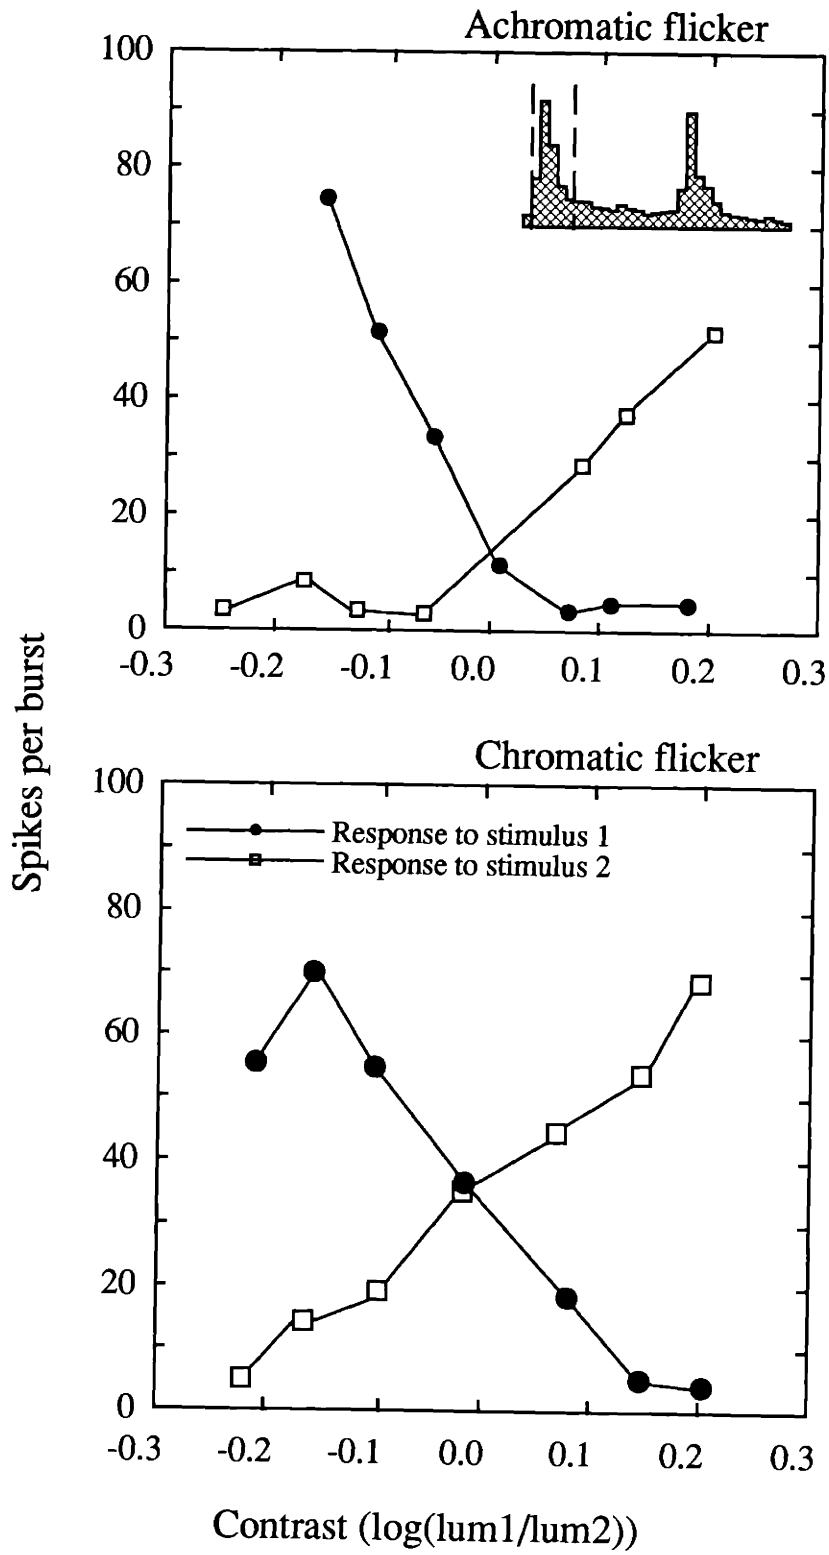 Achromatic flicker
100
80
60
40
20
0
-0.3 -0.2 -0.1 0.0 0.1 0.2 0.3
Spikes per burst
Chromatic flicker
100
Response to stimulus 1
Response to stimulus 2
80
60
40
20
0
-0.3 -0.2 -0.1 0.0 0.1 0.2 0.3
Contrast (log(lum1/lum2))